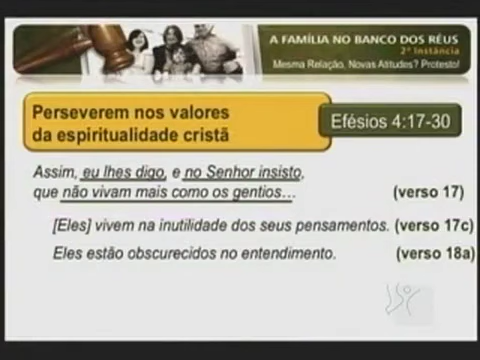 A FAMÍLIA NO BANCO DOS RÉUS
2ª Instância
Mesma Relação, Novas Atitudes? Protesto!
Perseverem nos valores
da espiritualidade cristã
Efésios 4:17-30
Assim, eu lhes digo, e no Senhor insisto,
que não vivam mais como os gentios… (verso 17)
[Eles] vivem na inutilidade dos seus pensamentos. (verso 17c)
Eles estão obscurecidos no entendimento. (verso 18a)